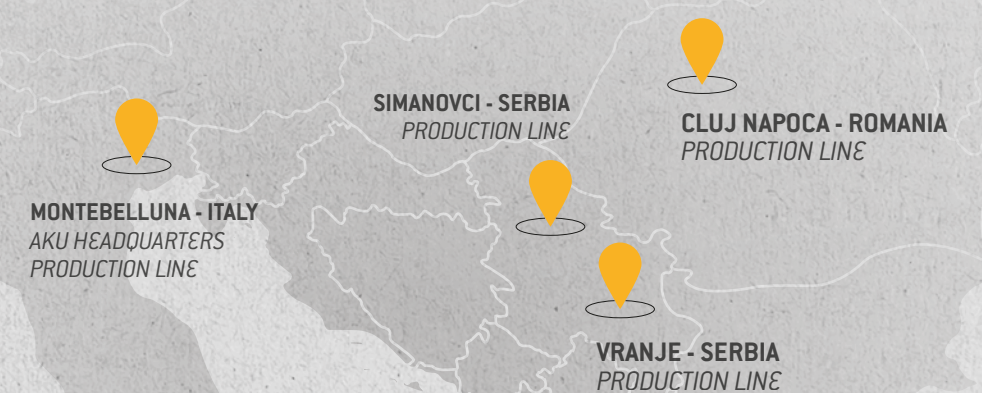 SIMANOVCI - SERBIA
PRODUCTION LINE
CLUJ NAPOCA - ROMANIA
PRODUCTION LINE
MONTEBELLUNA - ITALY
AKU HEADQUARTERS
PRODUCTION LINE
VRANJE - SERBIA
PRODUCTION LINE